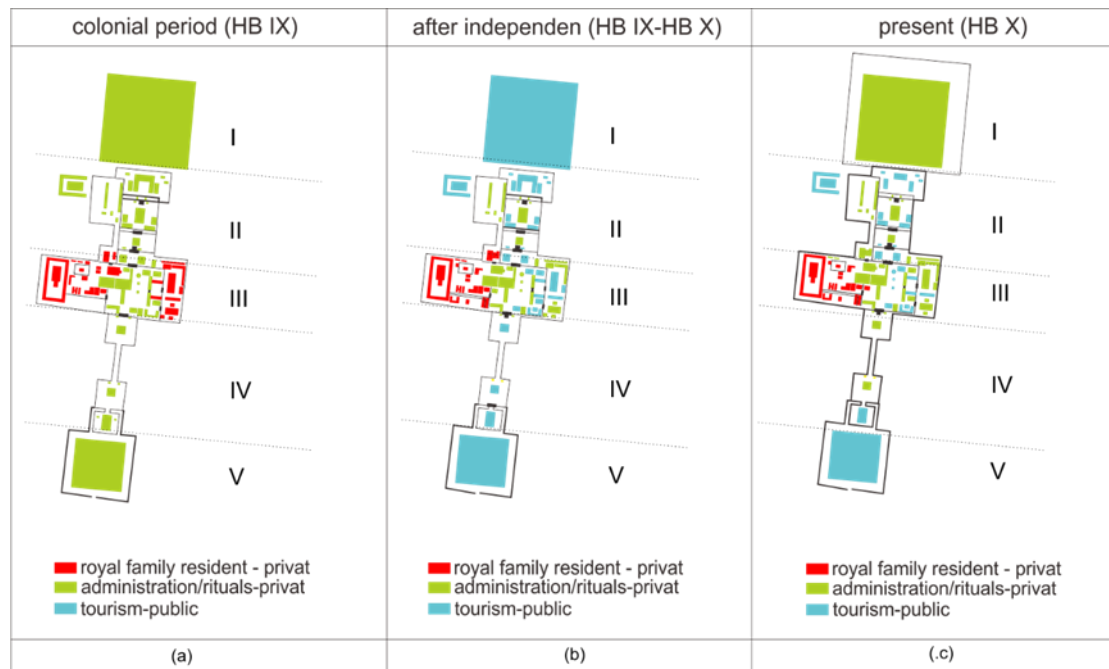 colonial period (HB IX)
after independen (HB IX-HB X)
present (HB X)
I
II
III
IV
V
royal family resident - privat
administration/rituals-privat
tourism-public
I
II
III
IV
V
royal family resident - privat
administration/rituals-privat
tourism-public
I
II
III
IV
V
royal family resident - privat
administration/rituals-privat
tourism-public
(a)
(b)
(.c)